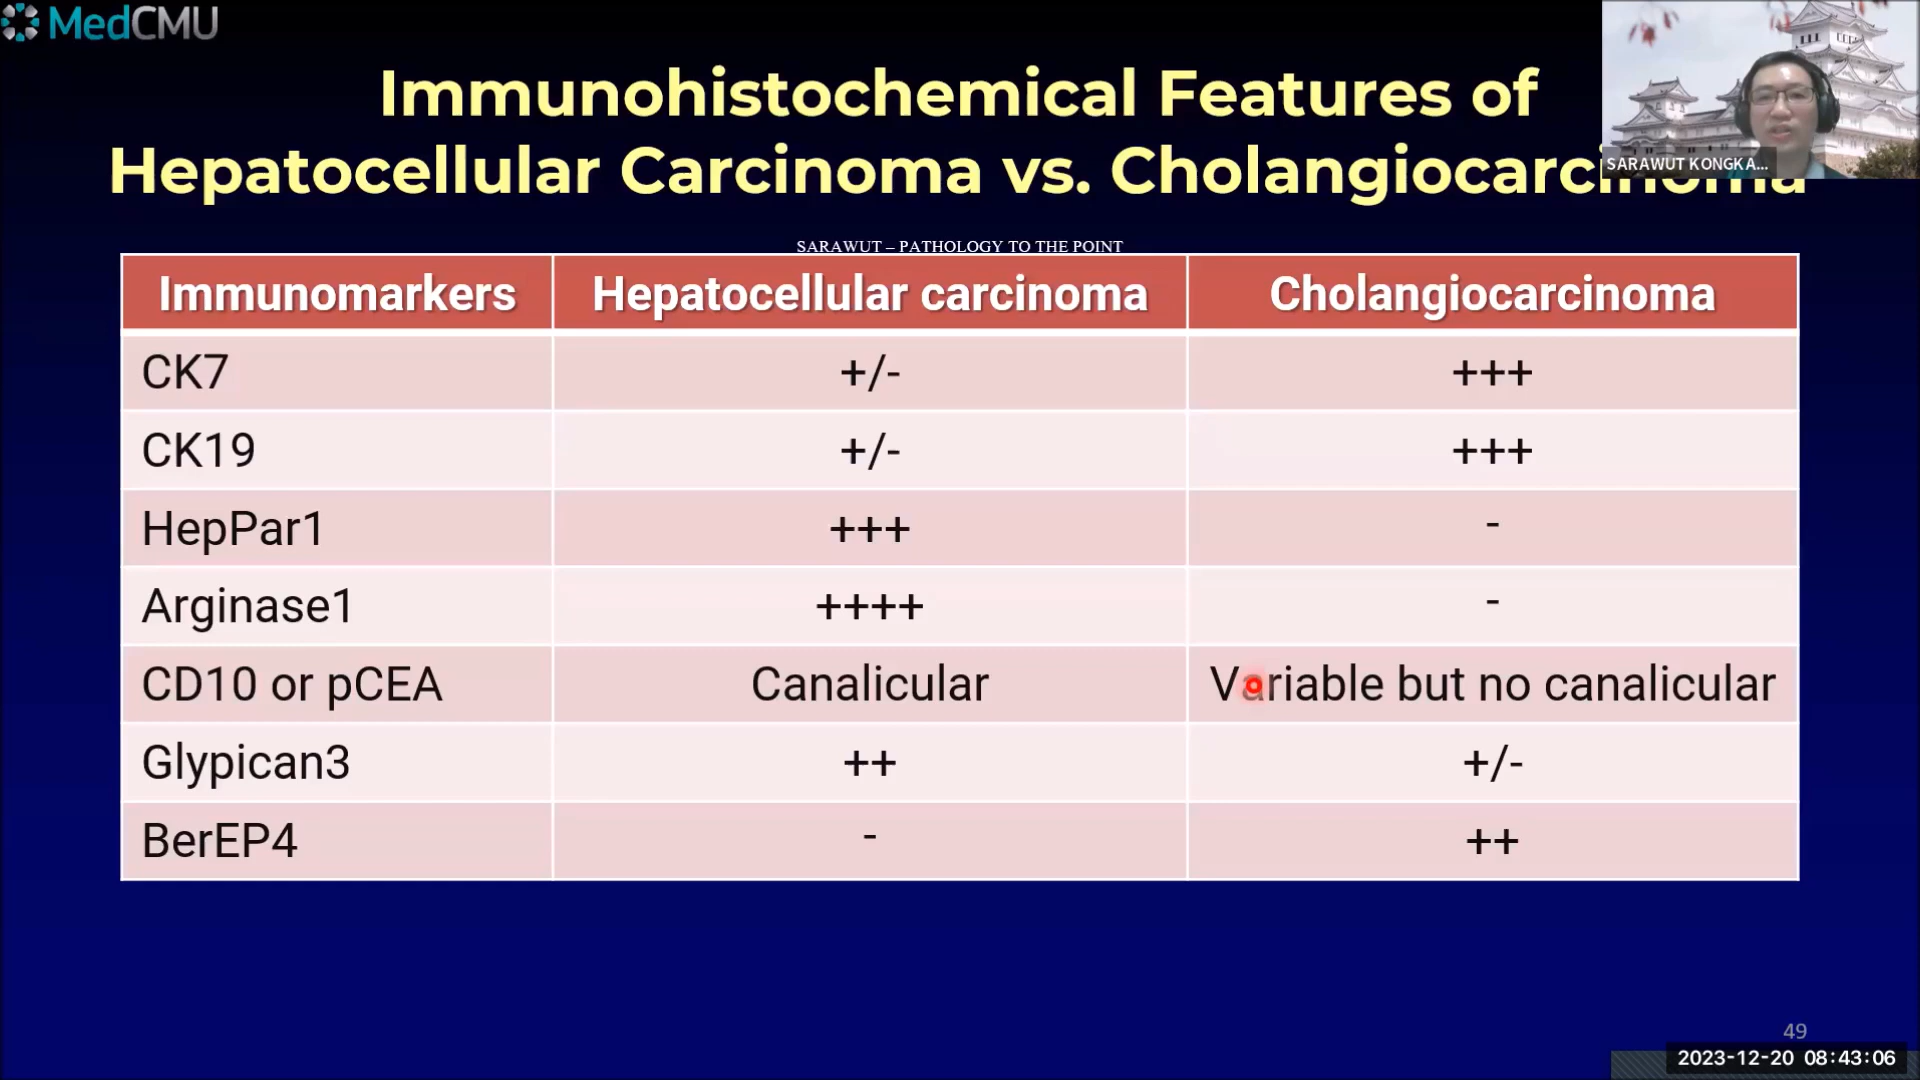 MedCMU
Immunohistochemical Features of
Hepatocellular Carcinoma vs. Cholangiocarcinoma
SARAWUT KONGKA...
SARAWUT – PATHOLOGY TO THE POINT
Immunomarkers Hepatocellular carcinoma Cholangiocarcinoma
CK7 +/- +++
CK19 +/- +++
HepPar1 +++ -
Arginase1 ++++ -
CD10 or pCEA Canalicular Variable but no canalicular
Glypican3 ++ +/-
BerEP4 - ++
49
2023-12-20 08:43:06